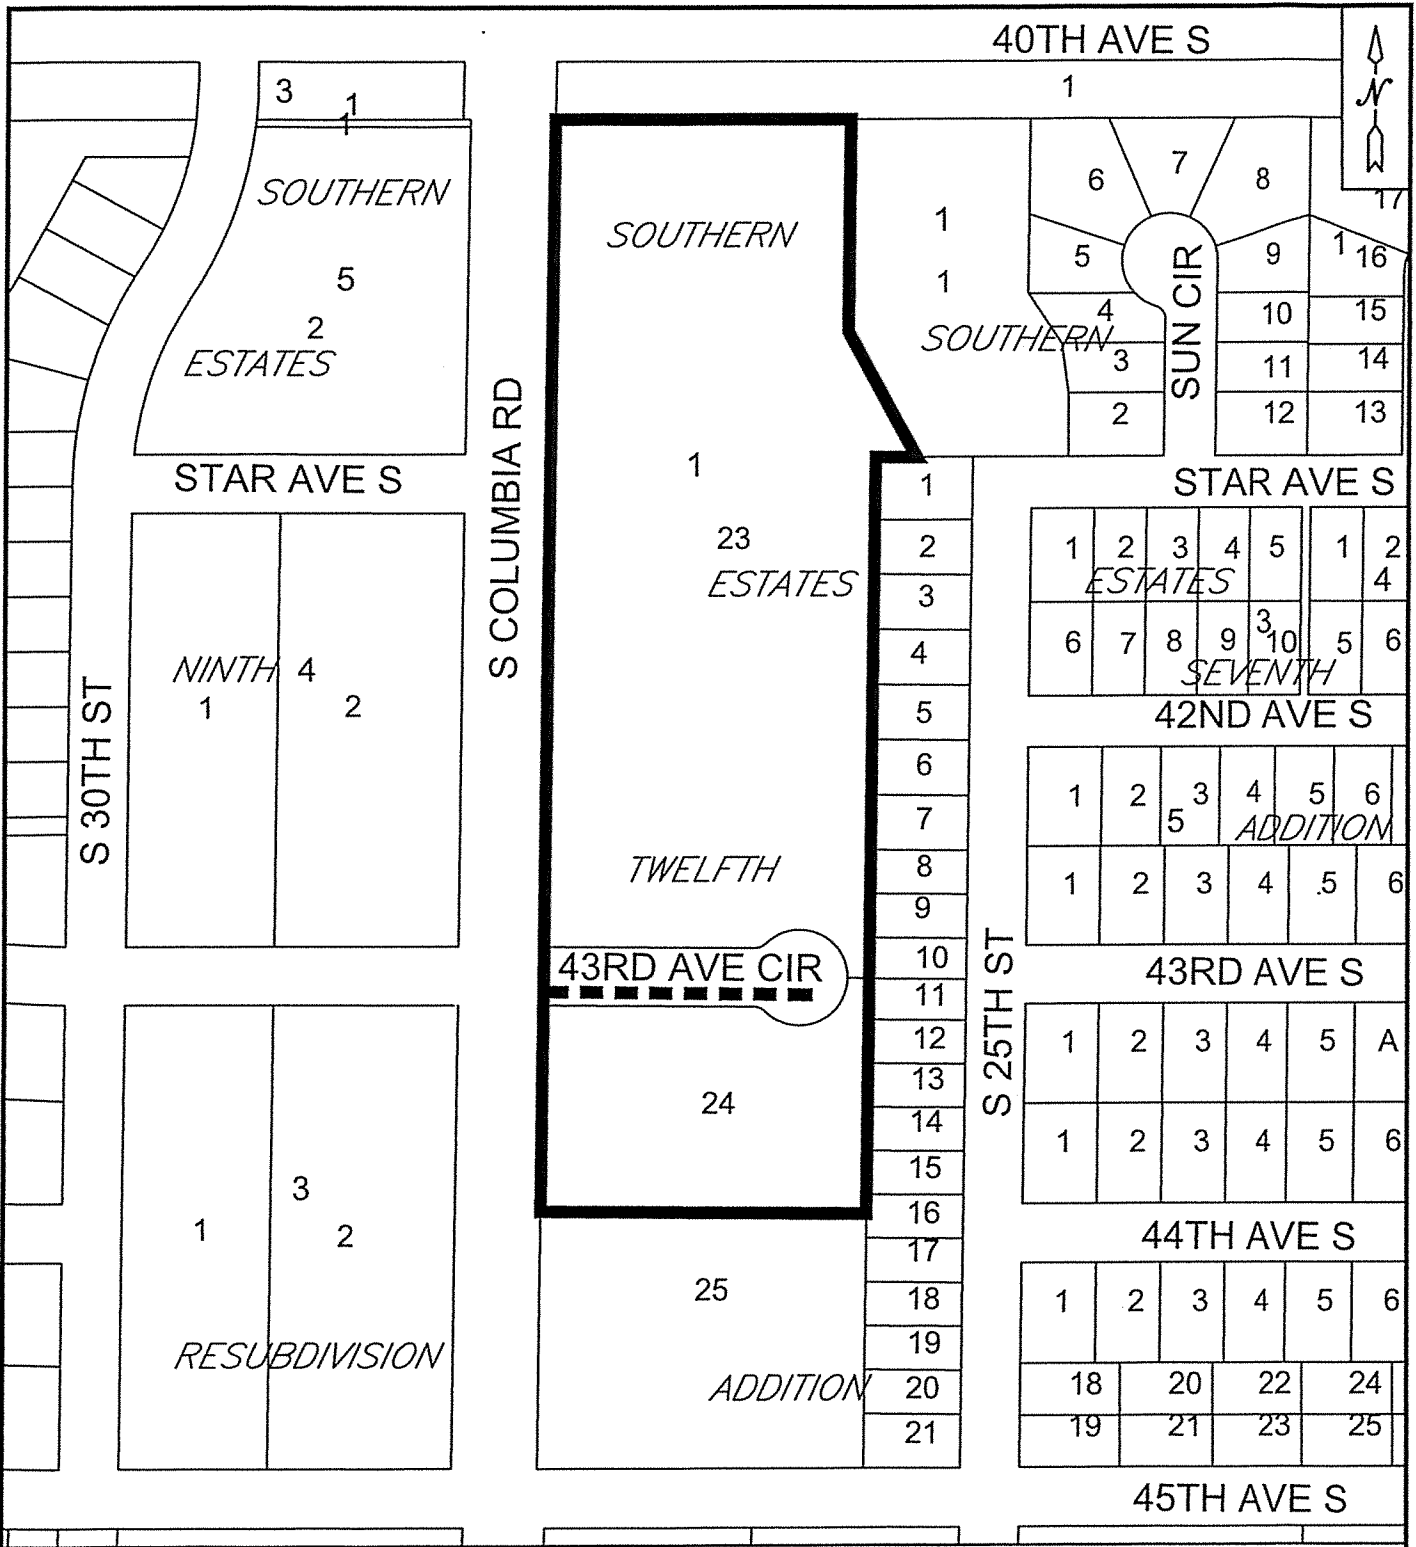 40TH AVE S
N
3
1
1
1
SOUTHERN
5
2
ESTATES
STAR AVE S
NINTH
4
1
2
S 30TH ST
3
1
2
RESUBDIVISION
S COLUMBIA RD
SOUTHERN
1
23
ESTATES
TWELFTH
43RD AVE CIR
24
25
ADDITION
1
1
SOUTHERN
6
7
8
5
9
4
10
3
11
2
12
SUN CIR
17
1
16
15
14
13
STAR AVE S
1
2
3
4
5
6
7
8
9
10
11
12
13
14
15
16
17
18
19
20
21
S 25TH ST
1 2 3 4 5 1 2
ESTATES
4
3
6 7 8 9 10 5 6
SEVENTH
42ND AVE S
1 2 3 4 5 6
5
ADDITION
1 2 3 4 .5 6
43RD AVE S
1 2 3 4 5 A
1 2 3 4 5 6
44TH AVE S
1 2 3 4 5 6
18 20 22 24
19 21 23 25
45TH AVE S